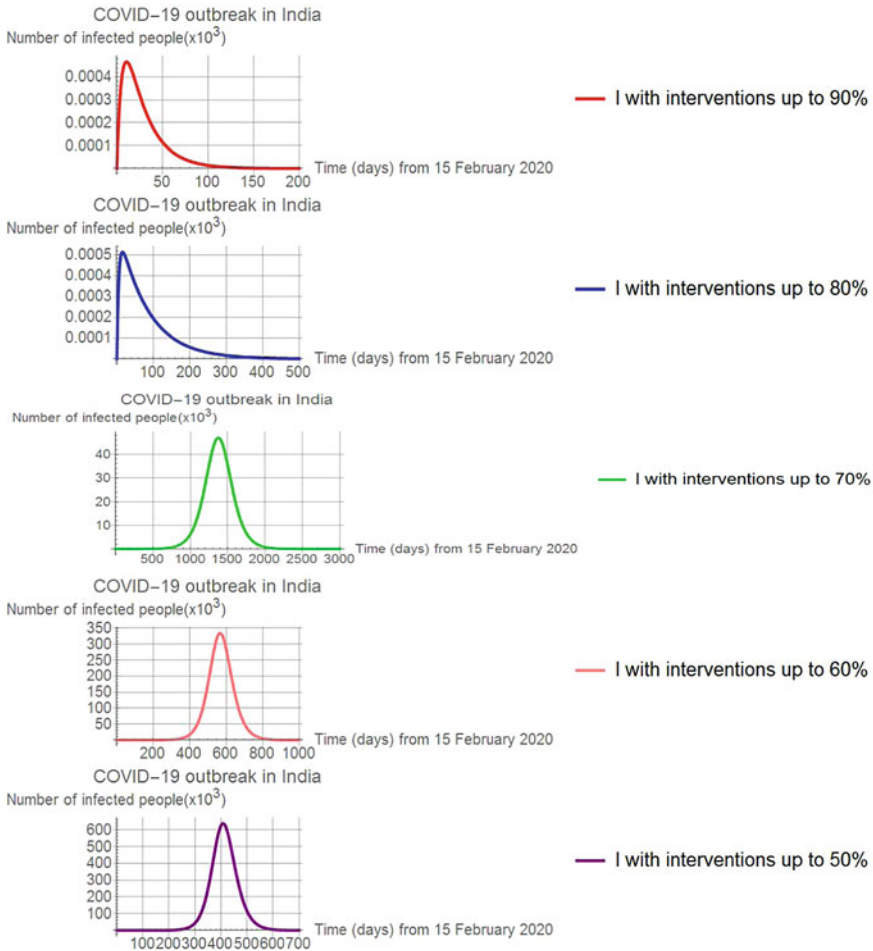 COVID−19 outbreak in India
Number of infected people(x10³)
0.0004
0.0003
0.0002
0.0001
50 100 150 200
Time (days) from 15 February 2020
I with interventions up to 90%
COVID−19 outbreak in India
Number of infected people(x10³)
0.0005
0.0004
0.0003
0.0002
0.0001
100 200 300 400 500
Time (days) from 15 February 2020
I with interventions up to 80%
COVID−19 outbreak in India
Number of infected people(x10³)
40
30
20
10
500 1000 1500 2000 2500 3000
Time (days) from 15 February 2020
I with interventions up to 70%
COVID−19 outbreak in India
Number of infected people(x10³)
350
300
250
200
150
100
50
200 400 600 800 1000
Time (days) from 15 February 2020
I with interventions up to 60%
COVID−19 outbreak in India
Number of infected people(x10³)
600
500
400
300
200
100
100 200 300 400 500 600 700
Time (days) from 15 February 2020
I with interventions up to 50%